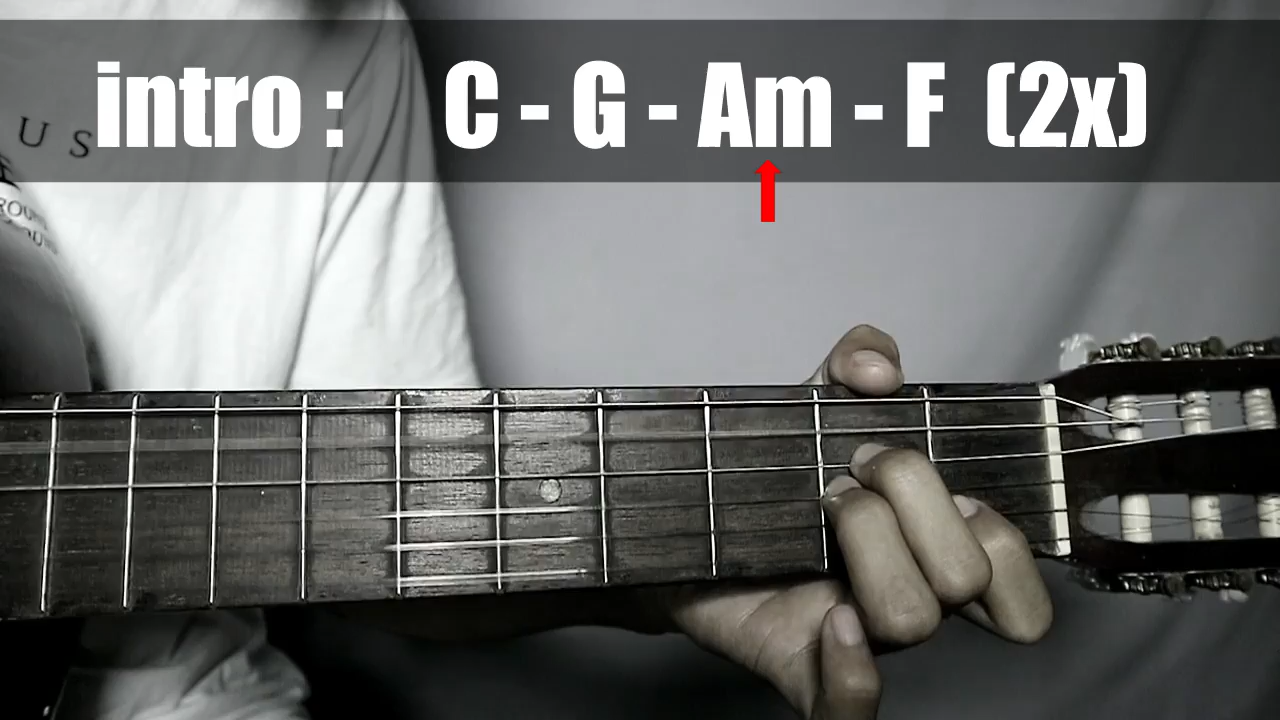 intro : C - G - Am - F (2x)
U S